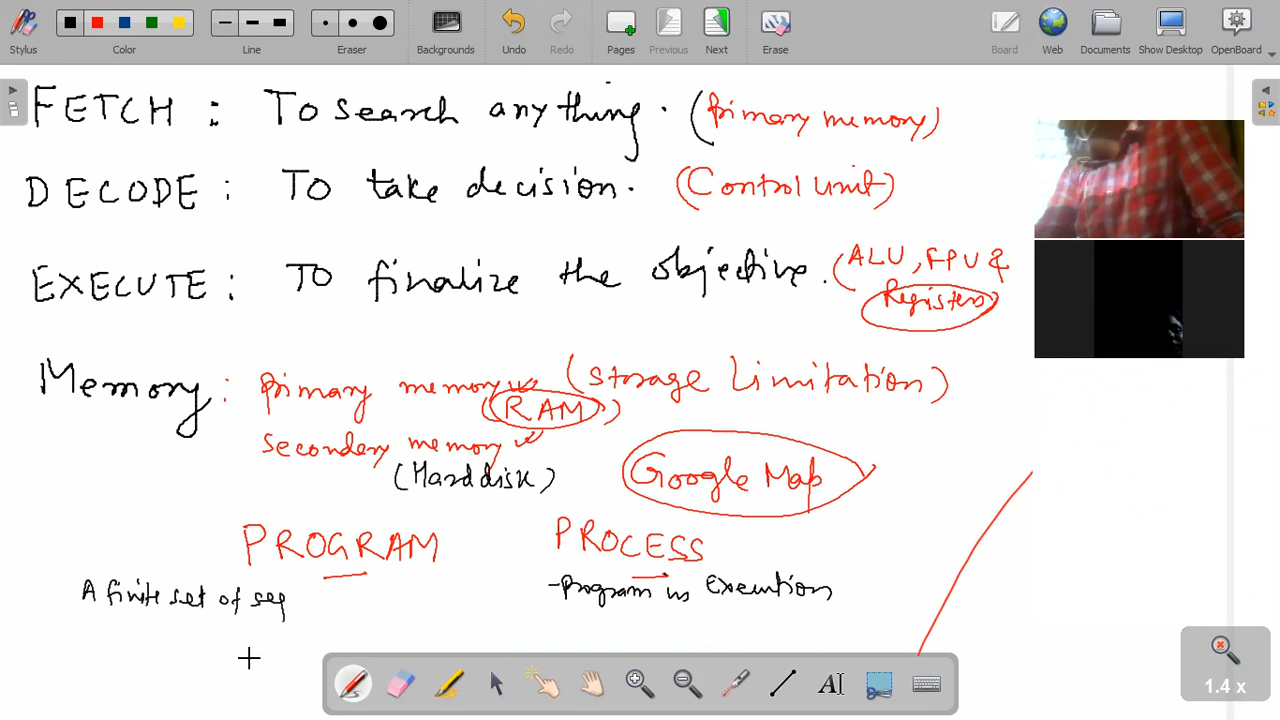 Stylus Color Line Eraser Backgrounds Undo Redo Pages Previous Next Erase Board Web Documents Show Desktop OpenBoard
FETCH : To search anything. (primary memory)
DECODE : To take decision. (Control unit)
EXECUTE : To finalize the objective. (ALU, FPU &
Registers)
Memory : primary memory (storage Limitation)
(RAM)
secondary memory
(Hard disk)
Google Map
PROGRAM PROCESS
A finite set of seq
-Program in Execution
1.4 x